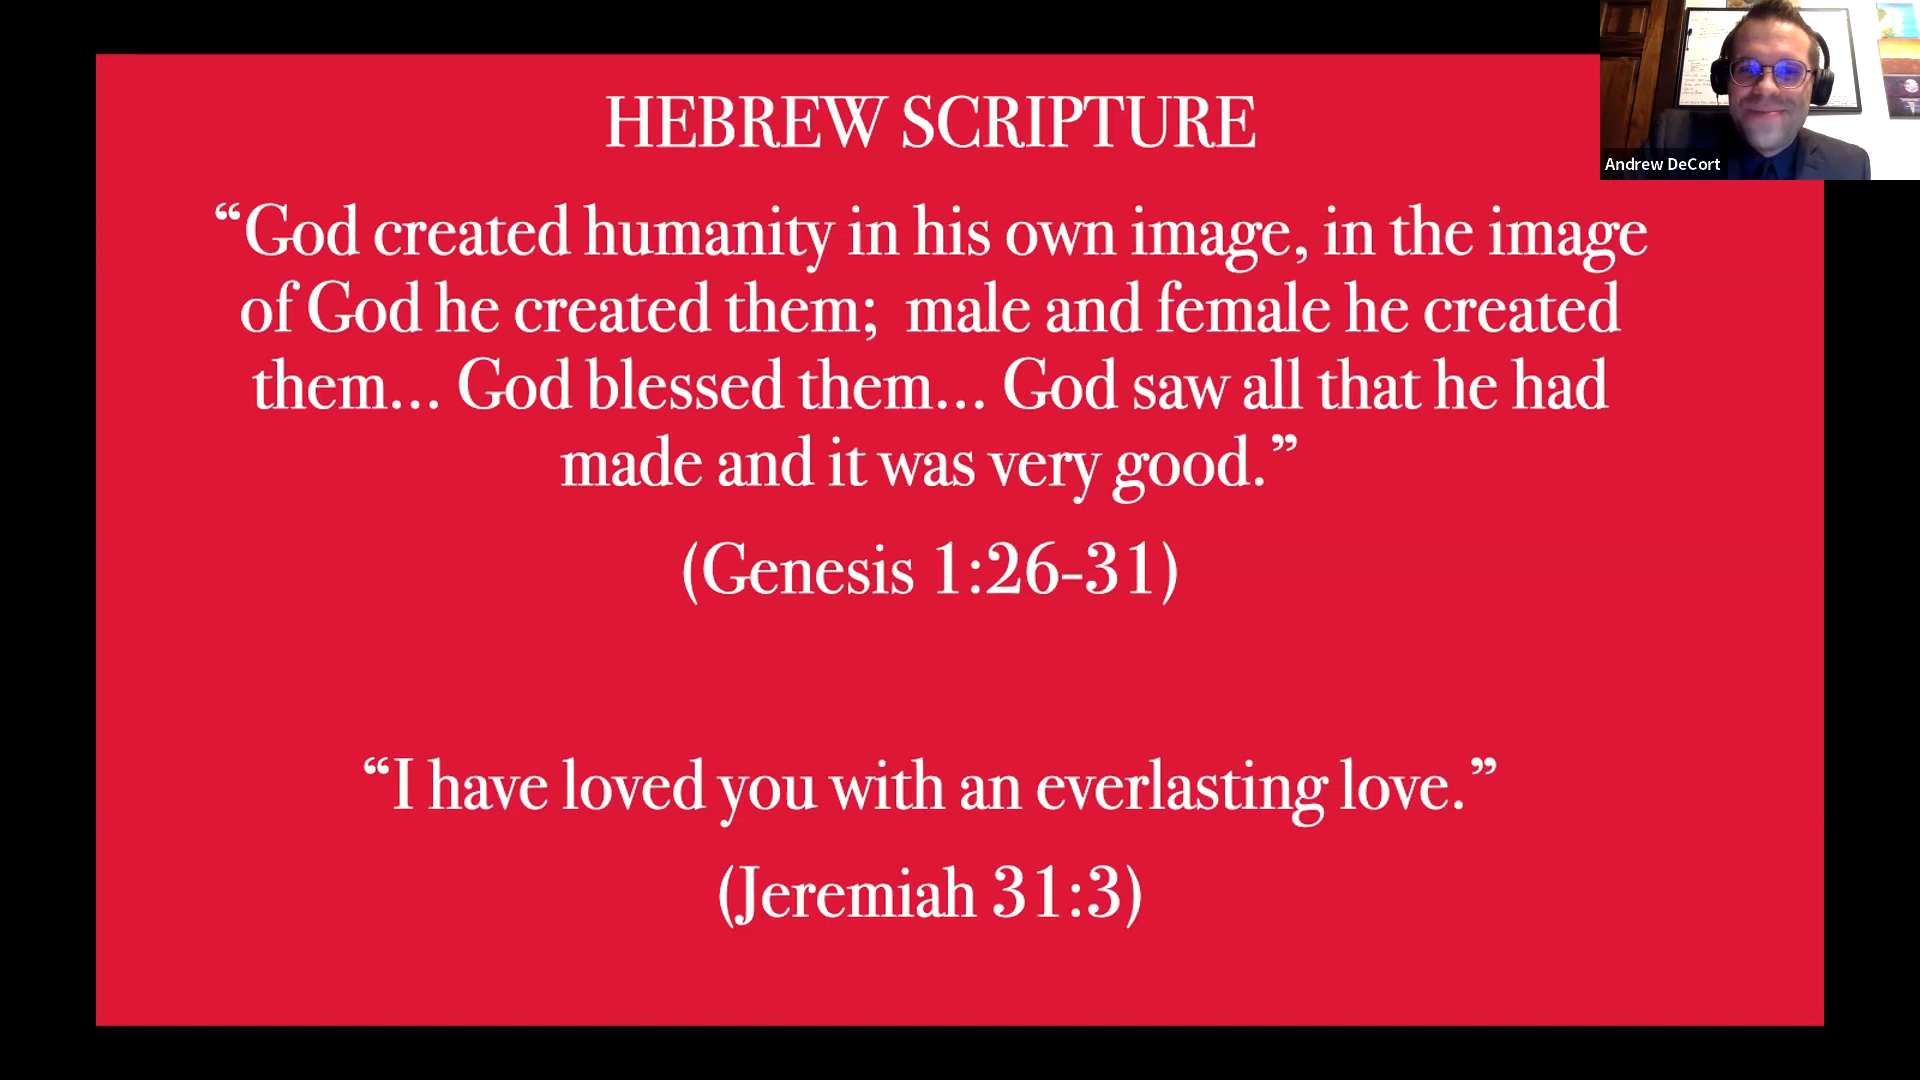 HEBREW SCRIPTURE
“God created humanity in his own image, in the image
of God he created them;  male and female he created
them... God blessed them... God saw all that he had
made and it was very good.”
(Genesis 1:26-31)
“I have loved you with an everlasting love.”
(Jeremiah 31:3)
Andrew DeCort